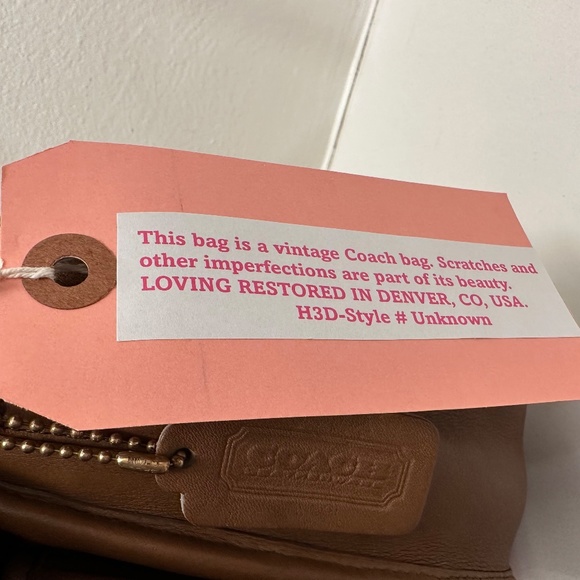 This bag is a vintage Coach bag. Scratches and
other imperfections are part of its beauty.
LOVING RESTORED IN DENVER, CO, USA.
H3D-Style # Unknown
COACH